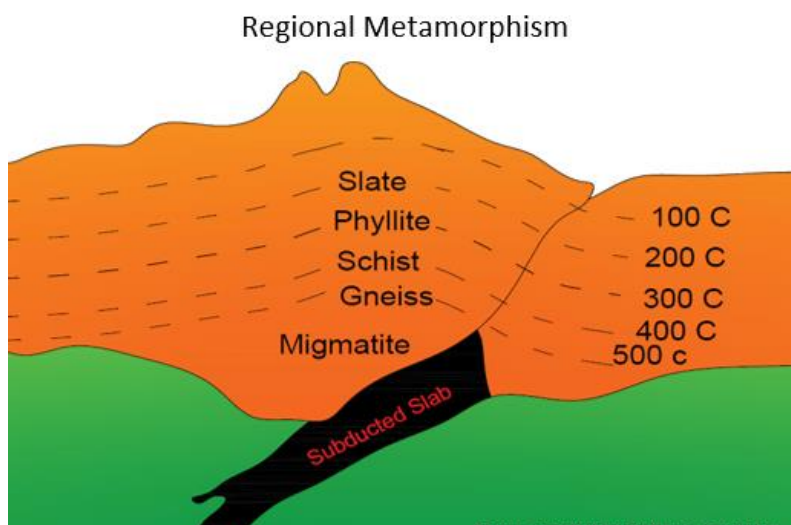 Regional Metamorphism
Slate
100 C
Phyllite
200 C
Schist
300 C
Gneiss
400 C
Migmatite
500 c
Subducted Slab